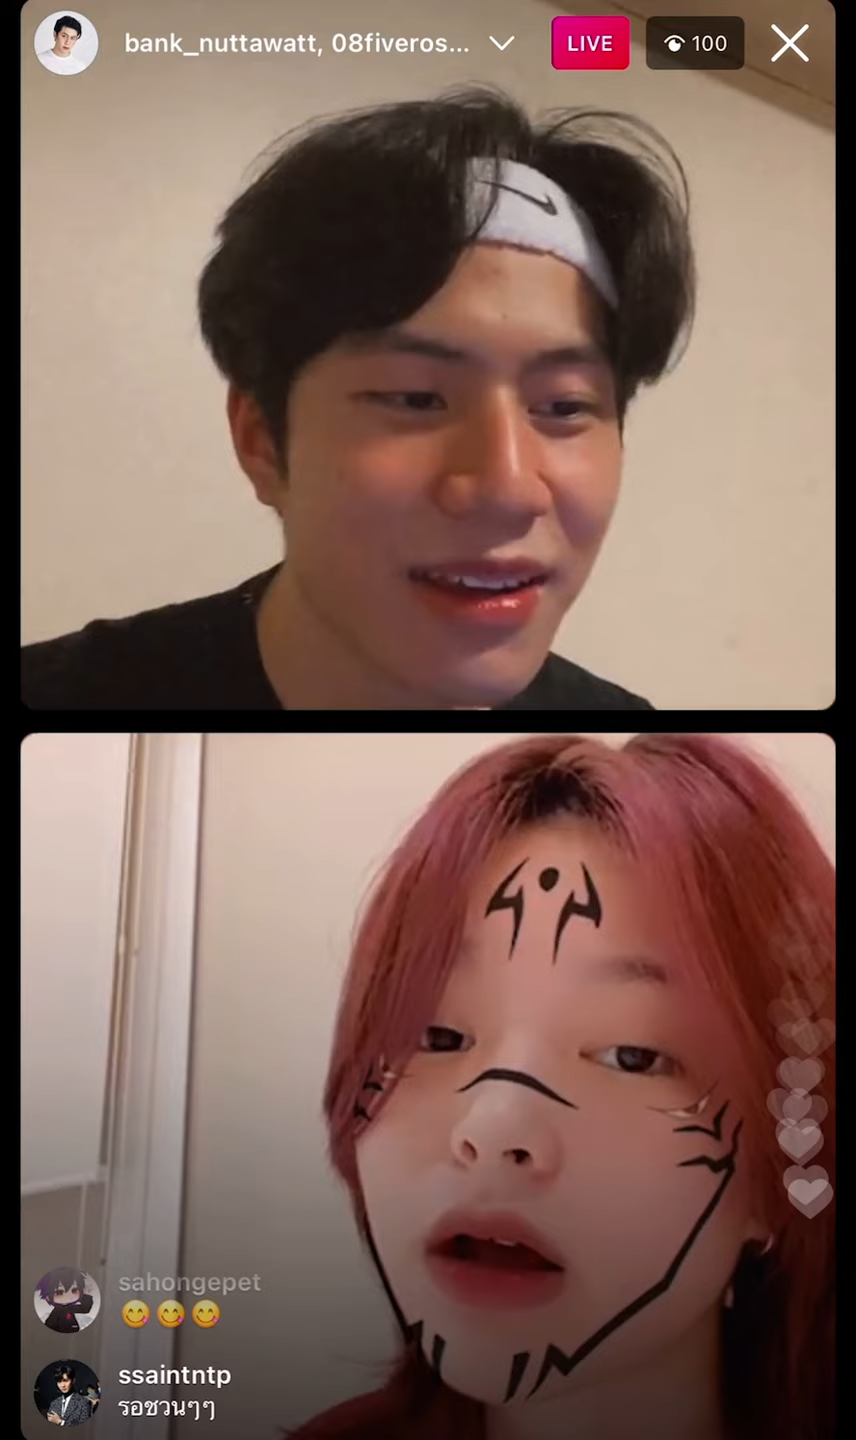 bank_nuttawatt, 08fiveros...
LIVE
100
sahongepet
😋😋😋
ssaintntp
รอชวนๆๆ